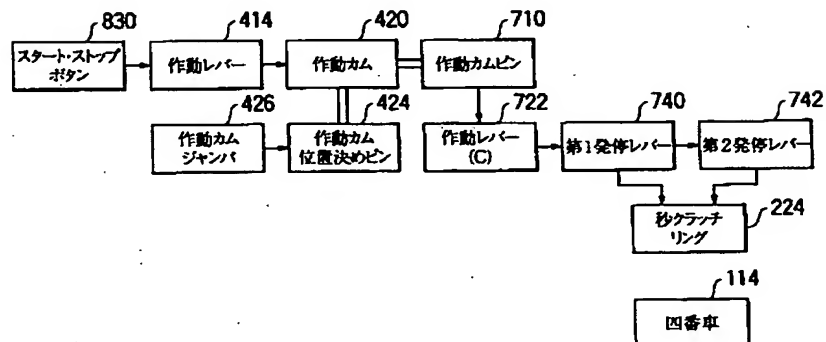 830
スタート・ストップ
ボタン
414
作動レバー
420
作動カム
710
作動カムピン
426
作動カム
ジャンパ
424
作動カム
位置決めピン
722
作動レバー
(C)
740
第1発停レバー
742
第2発停レバー
224
秒クラッチ
リング
114
四番車